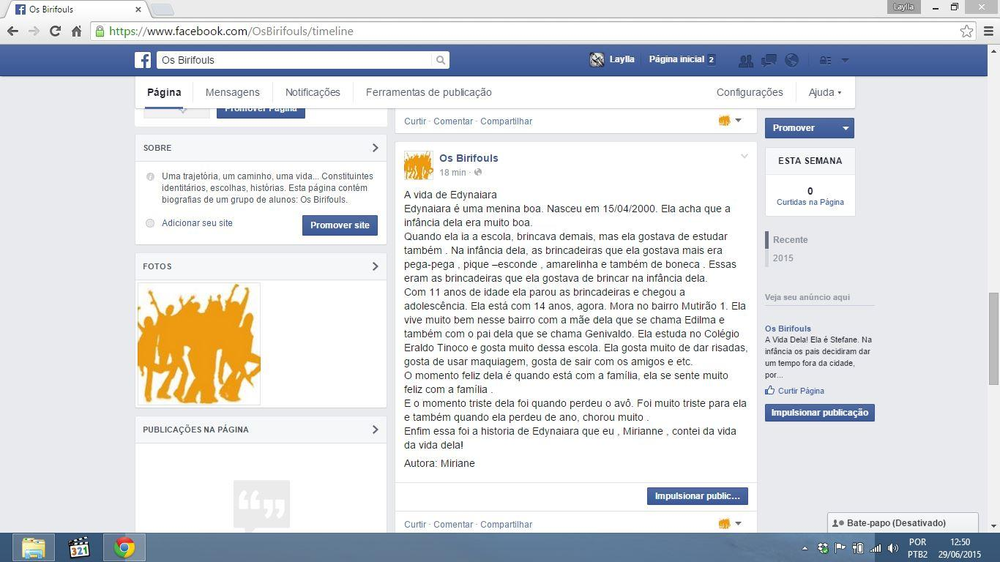 Os Birifouls
Laylla
https://www.facebook.com/OsBirifouls/timeline
Os Birifouls
Laylla
Página inicial 2
Página
Mensagens
Notificações
Ferramentas de publicação
Configurações
Ajuda
Promover Página
SOBRE
Uma trajetória, um caminho, uma vida... Constituintes
identitários, escolhas, histórias. Esta página contém
biografias de um grupo de alunos: Os Birifouls.
Adicionar seu site
Promover site
FOTOS
PUBLICAÇÕES NA PÁGINA
Curtir · Comentar · Compartilhar
Os Birifouls
18 min ·
A vida de Edynaiara
Edynaiara é uma menina boa. Nasceu em 15/04/2000. Ela acha que a
infância dela era muito boa.
Quando ela ia a escola, brincava demais, mas ela gostava de estudar
também . Na infância dela, as brincadeiras que ela gostava mais era
pega-pega , pique –esconde , amarelinha e também de boneca . Essas
eram as brincadeiras que ela gostava de brincar na infância dela.
Com 11 anos de idade ela parou as brincadeiras e chegou a
adolescência. Ela está com 14 anos, agora. Mora no bairro Mutirão 1. Ela
vive muito bem nesse bairro com a mãe dela que se chama Edilma e
também com o pai dela que se chama Genivaldo. Ela estuda no Colégio
Eraldo Tinoco e gosta muito dessa escola. Ela gosta muito de dar risadas,
gosta de usar maquiagem, gosta de sair com os amigos e etc.
O momento feliz dela é quando está com a família, ela se sente muito
feliz com a família .
E o momento triste dela foi quando perdeu o avô. Foi muito triste para ela
e também quando ela perdeu de ano, chorou muito .
Enfim essa foi a historia de Edynaiara que eu , Mirianne , contei da vida
da vida dela!
Autora: Miriane
Impulsionar public...
Curtir · Comentar · Compartilhar
Promover
ESTA SEMANA
0
Curtidas na Página
Recente
2015
Veja seu anúncio aqui
Os Birifouls
A Vida Dela! Ela é Stefane. Na
infância os pais decidiram dar
um tempo fora da cidade,
por...
Curtir Página
Impulsionar publicação
Bate-papo (Desativado)
321
POR
PTB2
12:50
29/06/2015